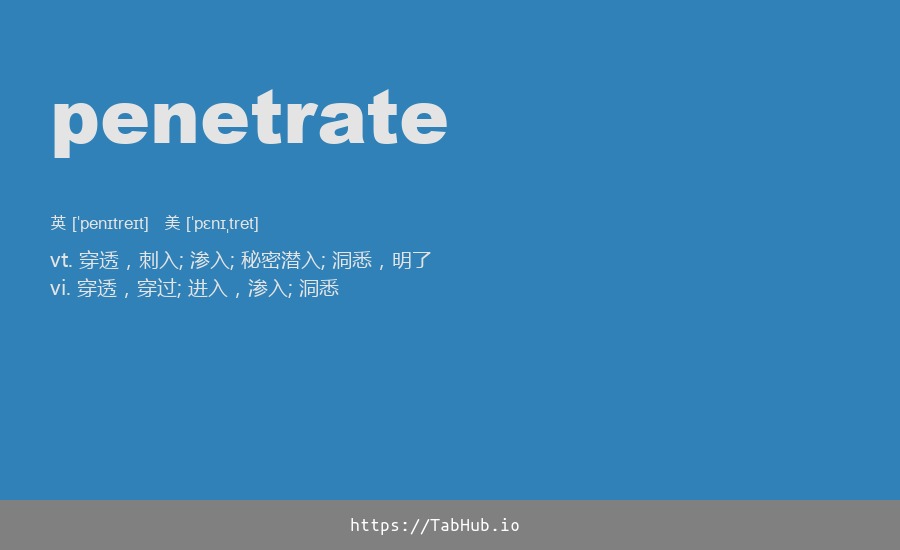 penetrate
英 [ˈpenɪtreɪt] 美 [ˈpɛnɪˌtret]
vt. 穿透，刺入; 渗入; 秘密潜入; 洞悉，明了
vi. 穿透，穿过; 进入，渗入; 洞悉
https://TabHub.io